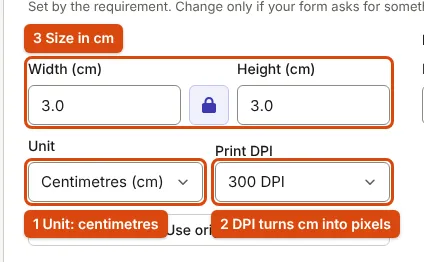 Set by the requirement. Change only if your form asks for
3 Size in cm
Width (cm)
Height (cm)
3.0
3.0
Unit
Print DPI
Centimetres (cm)
300 DPI
1 Unit: centimetres
Use
2 DPI turns cm into pixels